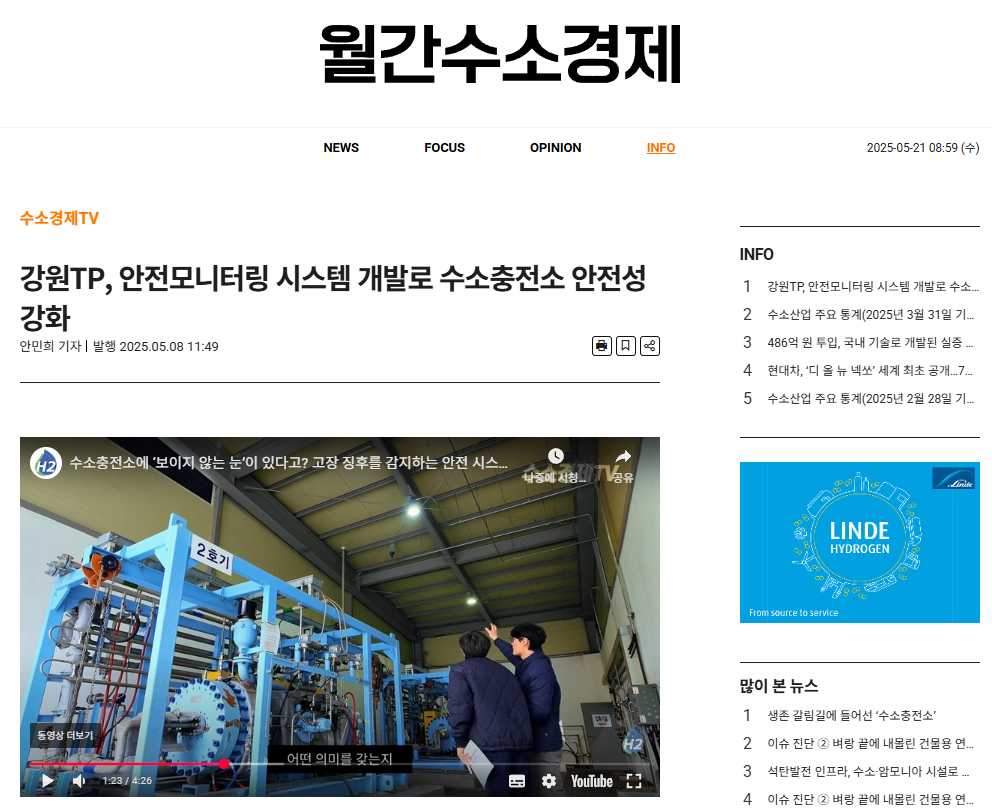 월간수소경제
NEWS FOCUS OPINION INFO 2025-05-21 08:59 (수)
수소경제TV
강원TP, 안전모니터링 시스템 개발로 수소충전소 안전성
강화
안민희 기자 | 발행 2025.05.08 11:49
H2 수소충전소에 ‘보이지 않는 눈’이 있다고? 고장 징후를 감지하는 안전 시스...
나중에 시청... 공유
2호기
동영상 더보기
H2
어떤 의미를 갖는지
1:23 / 4:26 YouTube
INFO
1 강원TP, 안전모니터링 시스템 개발로 수소...
2 수소산업 주요 통계(2025년 3월 31일 기...
3 486억 원 투입, 국내 기술로 개발된 실증 ...
4 현대차, ‘디 올 뉴 넥쏘’ 세계 최초 공개...7...
5 수소산업 주요 통계(2025년 2월 28일 기...
Linde
LINDE
HYDROGEN
From source to service
많이 본 뉴스
1 생존 갈림길에 들어선 ‘수소충전소’
2 이슈 진단 ② 벼랑 끝에 내몰린 건물용 연...
3 석탄발전 인프라, 수소·암모니아 시설로 ...
4 이슈 진단 ② 벼랑 끝에 내몰린 건물용 연...